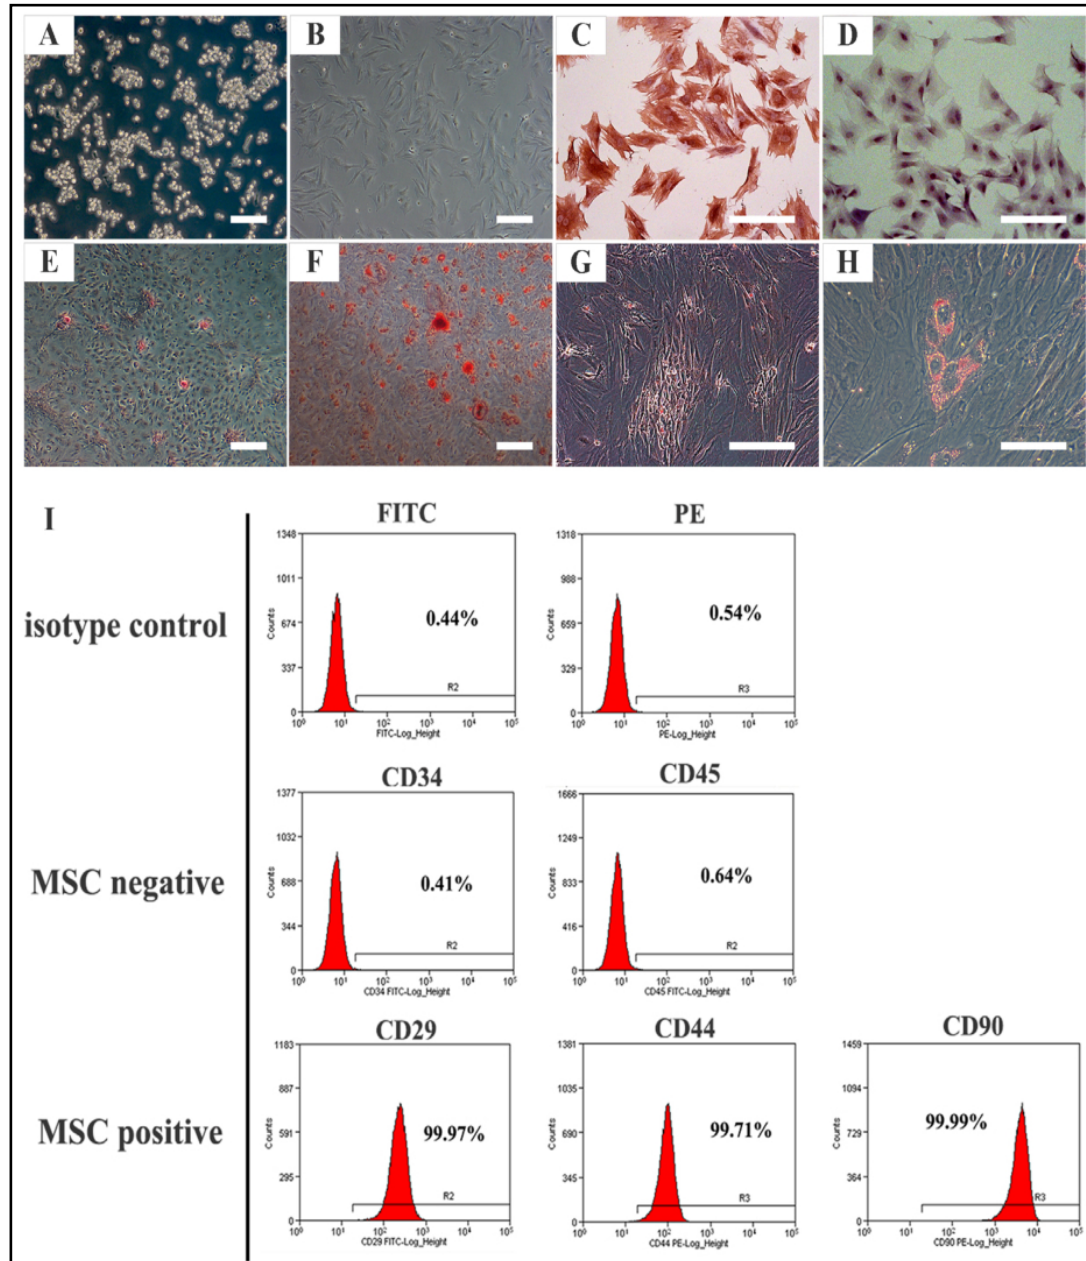 A B C D
E F G H
I
FITC PE
isotype control
1348 1011 674 337 0
Counts
0.44%
R2
10⁰ 10¹ 10² 10³ 10⁴ 10⁵
FITC-Log_Height
1318 988 659 329 0
Counts
0.54%
R3
10⁰ 10¹ 10² 10³ 10⁴ 10⁵
PE-Log_Height
CD34 CD45
MSC negative
1377 1032 688 344 0
Counts
0.41%
R2
10⁰ 10¹ 10² 10³ 10⁴ 10⁵
CD34 FITC-Log_Height
1666 1249 833 416 0
Counts
0.64%
R2
10⁰ 10¹ 10² 10³ 10⁴ 10⁵
CD45 FITC-Log_Height
CD29 CD44 CD90
MSC positive
1183 887 591 295 0
Counts
99.97%
R2
10⁰ 10¹ 10² 10³ 10⁴ 10⁵
CD29 FITC-Log_Height
1381 1035 690 345 0
Counts
99.71%
R3
10⁰ 10¹ 10² 10³ 10⁴ 10⁵
CD44 PE-Log_Height
1459 1094 729 364 0
Counts
99.99%
R3
10⁰ 10¹ 10² 10³ 10⁴ 10⁵
CD90 PE-Log_Height